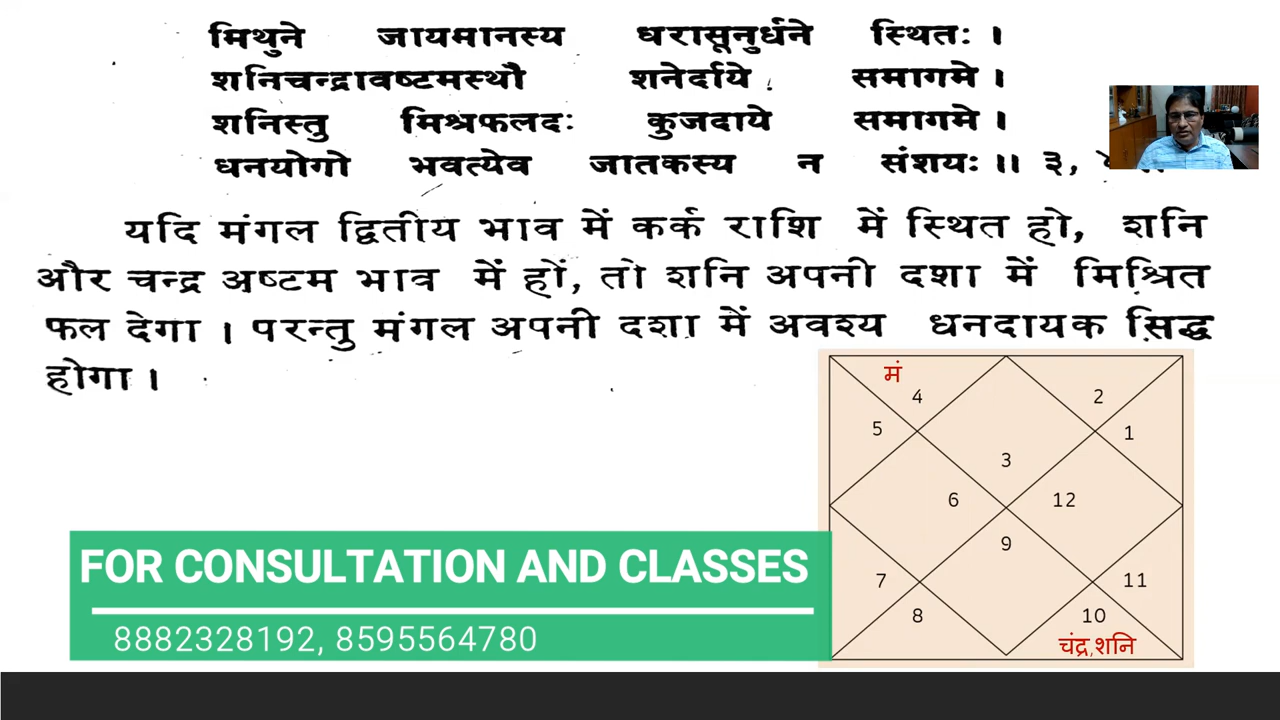 मिथुने जायमानस्य धरासूनुर्धने स्थितः ।
शनिचन्द्रावष्टमस्थौ शनेर्दाये समागमे ।
शनिस्तु मिश्रफलदः कुजदाये समागमे ।
धनयोगो भवत्येव जातकस्य न संशयः ।। ३,
यदि मंगल द्वितीय भाव में कर्क राशि में स्थित हो, शनि
और चन्द्र अष्टम भाव में हों, तो शनि अपनी दशा में मिश्रित
फल देगा । परन्तु मंगल अपनी दशा में अवश्य धनदायक सिद्ध
होगा ।
मं
4
2
5
1
3
6
12
9
7
11
8
10
चंद्र,शनि
FOR CONSULTATION AND CLASSES
8882328192, 8595564780